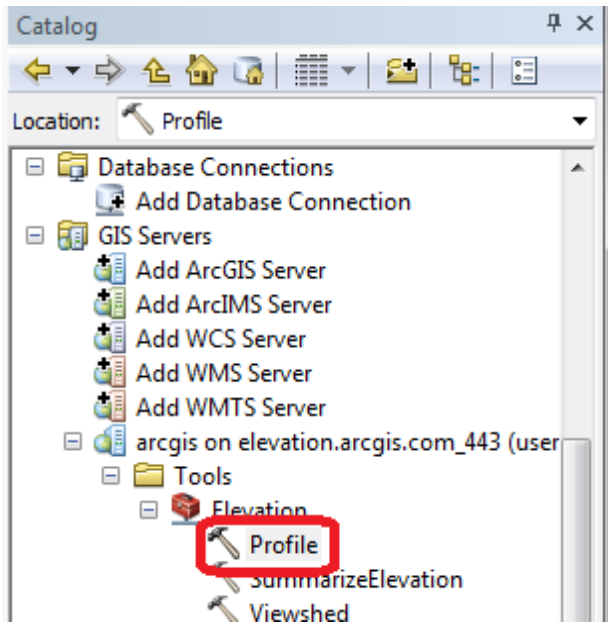 Catalog
Location: Profile
Database Connections
Add Database Connection
GIS Servers
Add ArcGIS Server
Add ArcIMS Server
Add WCS Server
Add WMS Server
Add WMTS Server
arcgis on elevation.arcgis.com_443 (user
Tools
Elevation
Profile
SummarizeElevation
Viewshed